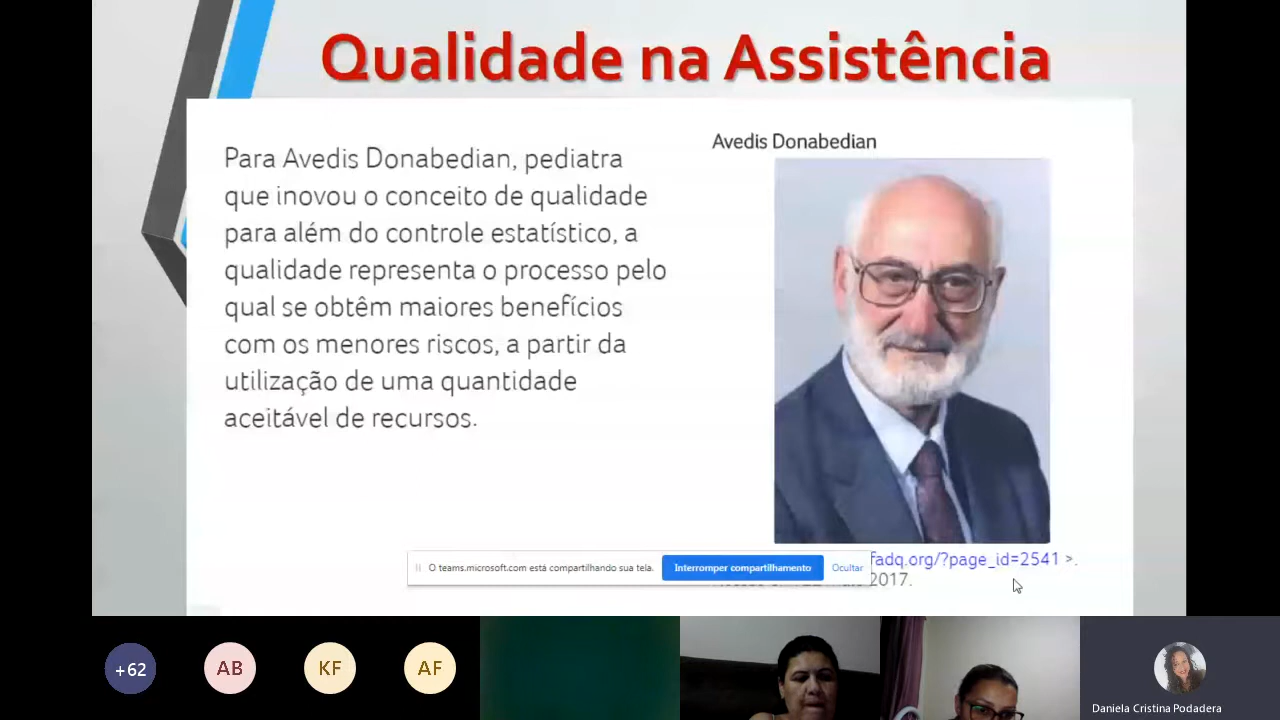 Qualidade na Assistência
Para Avedis Donabedian, pediatra
que inovou o conceito de qualidade
para além do controle estatístico, a
qualidade representa o processo pelo
qual se obtêm maiores benefícios
com os menores riscos, a partir da
utilização de uma quantidade
aceitável de recursos.
Avedis Donabedian
fadq.org/?page_id=2541 >.
2017.
O teams.microsoft.com está compartilhando sua tela.
Interromper compartilhamento
Ocultar
+62
AB
KF
AF
Daniela Cristina Podadera